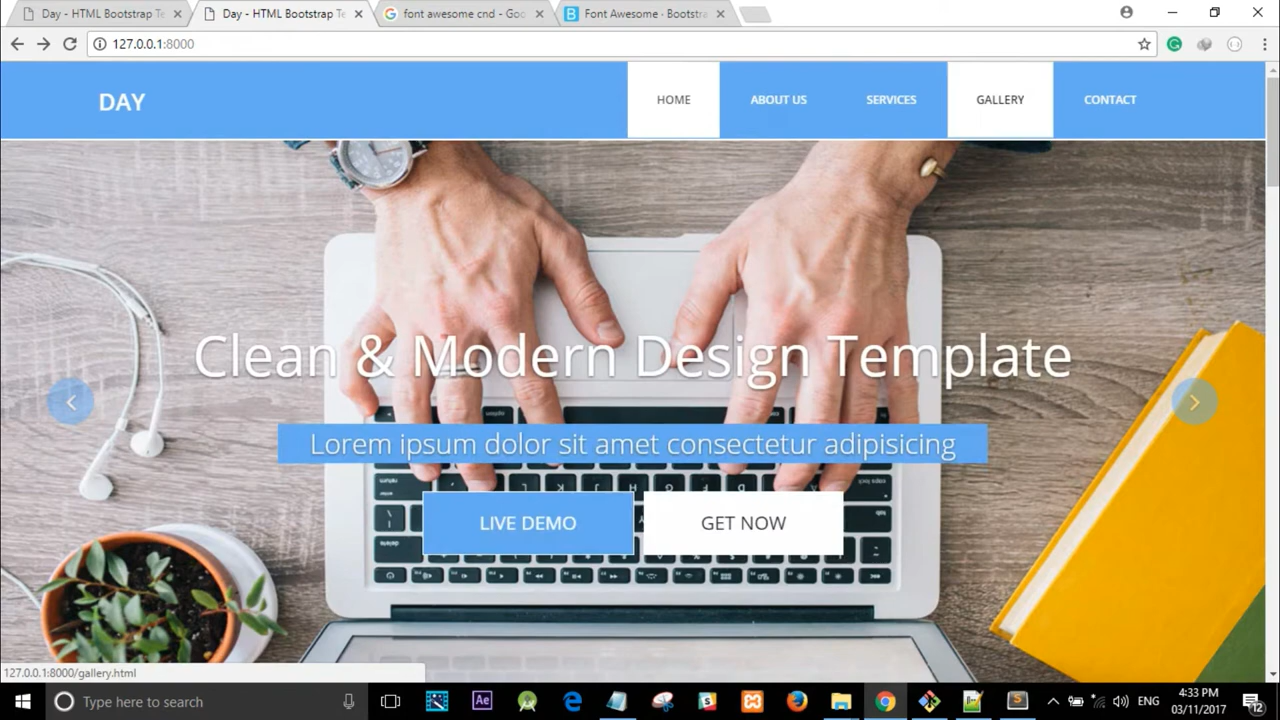 Day - HTML Bootstrap Te
Day - HTML Bootstrap Te
font awesome cnd - Goo
Font Awesome · Bootstra
127.0.0.1:8000
DAY
HOME
ABOUT US
SERVICES
GALLERY
CONTACT
Clean & Modern Design Template
Lorem ipsum dolor sit amet consectetur adipisicing
LIVE DEMO
GET NOW
127.0.0.1:8000/gallery.html
Type here to search
Ae
ENG
4:33 PM
03/11/2017
12